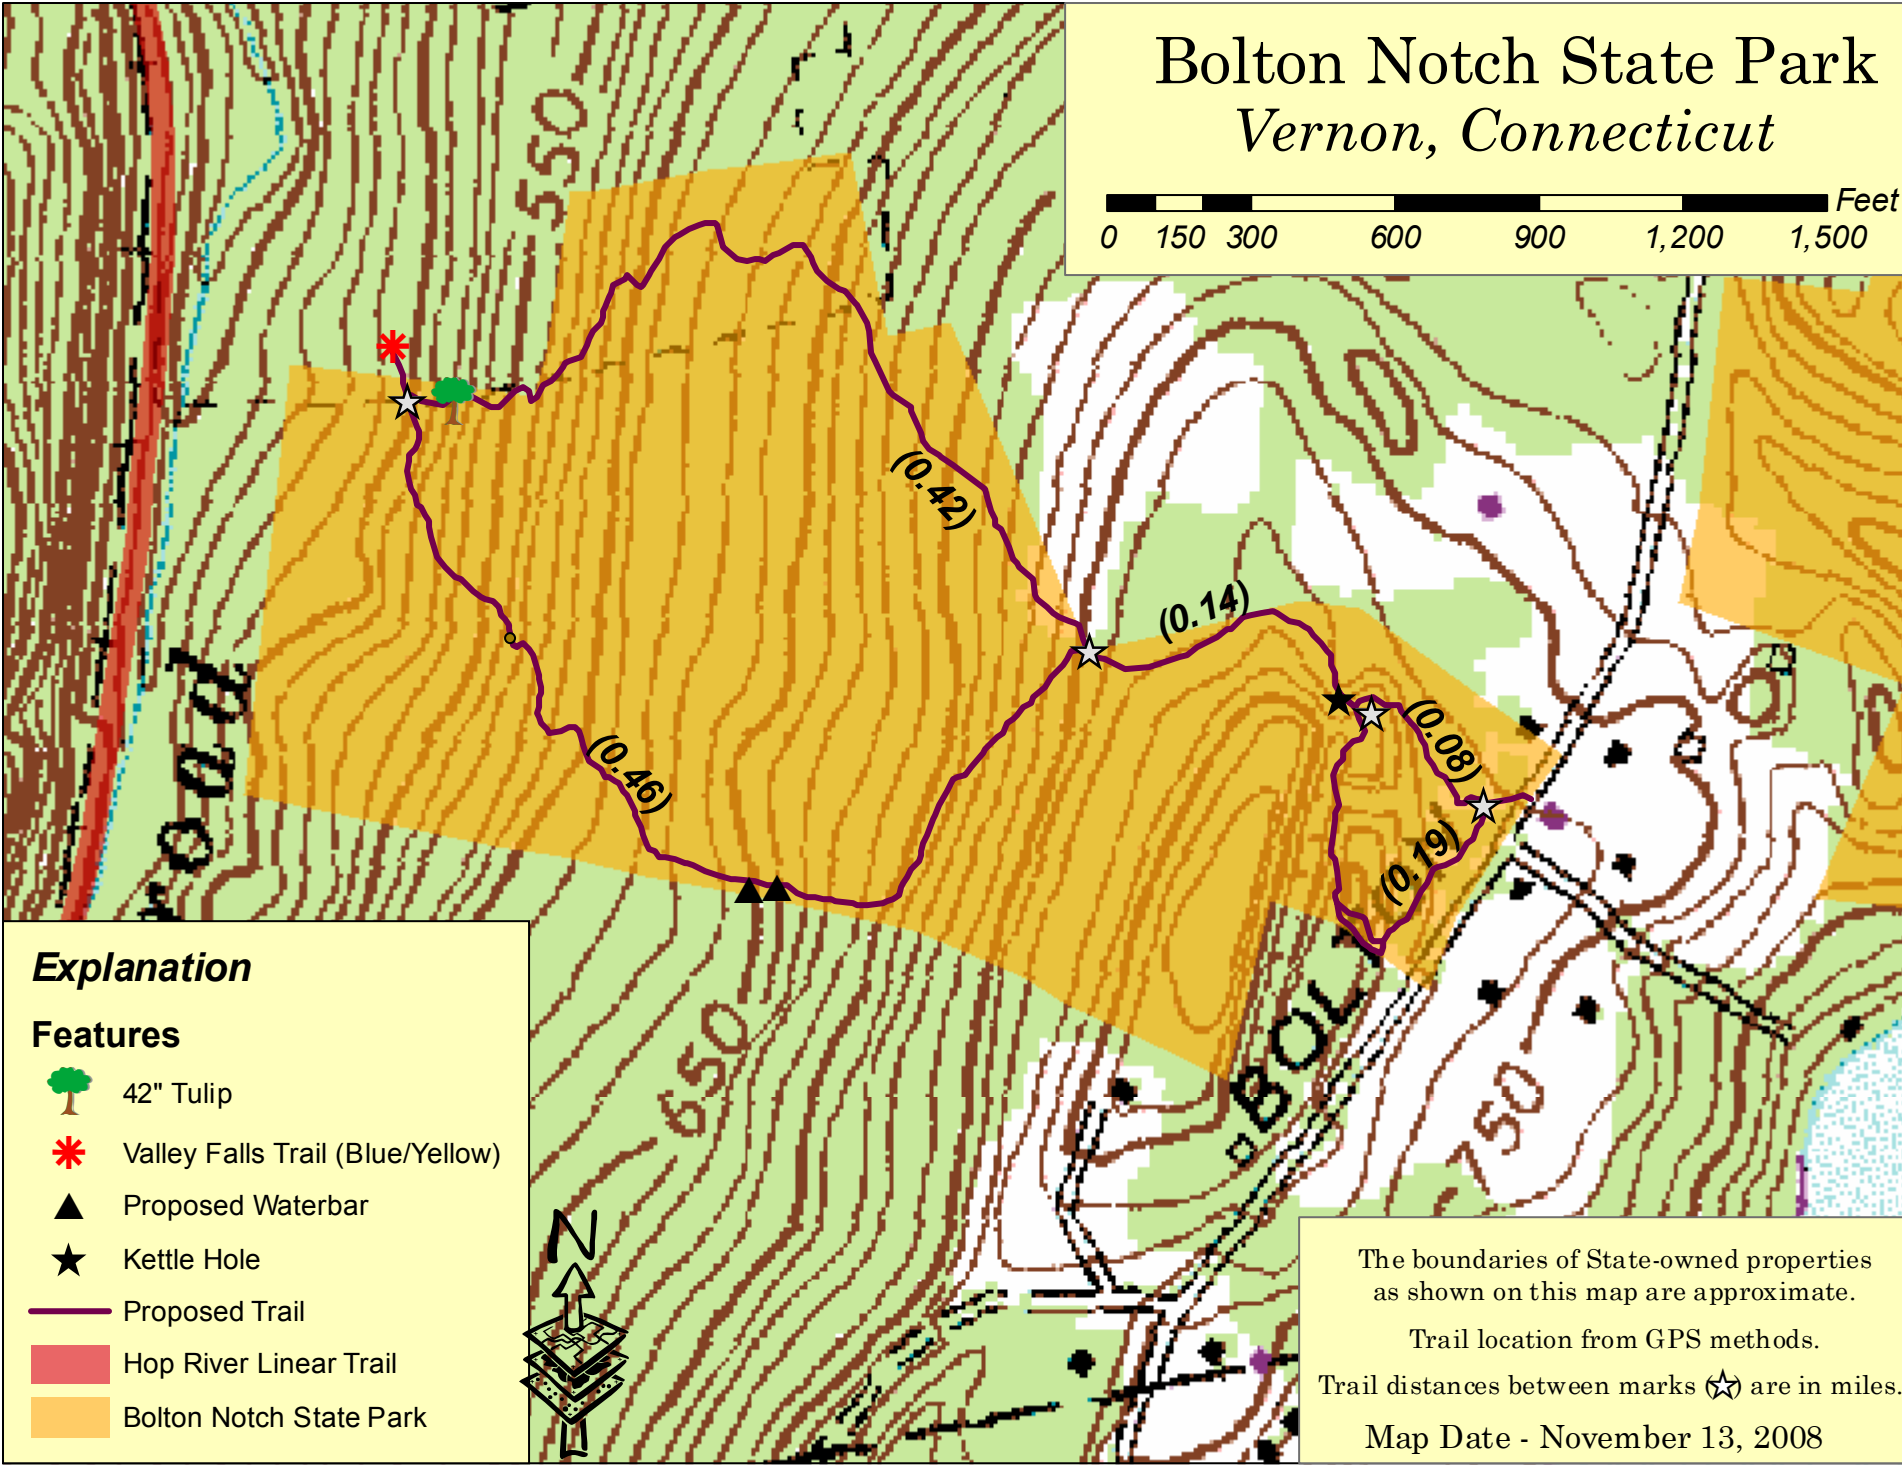 Bolton Notch State Park
Vernon, Connecticut
Feet
0 150 300 600 900 1,200 1,500
550
(0.42)
(0.14)
(0.08)
(0.46)
(0.19)
road
BOLT
650
750
Explanation
Features
42" Tulip
Valley Falls Trail (Blue/Yellow)
Proposed Waterbar
Kettle Hole
Proposed Trail
Hop River Linear Trail
Bolton Notch State Park
N
The boundaries of State-owned properties
as shown on this map are approximate.
Trail location from GPS methods.
Trail distances between marks (☆) are in miles.
Map Date - November 13, 2008